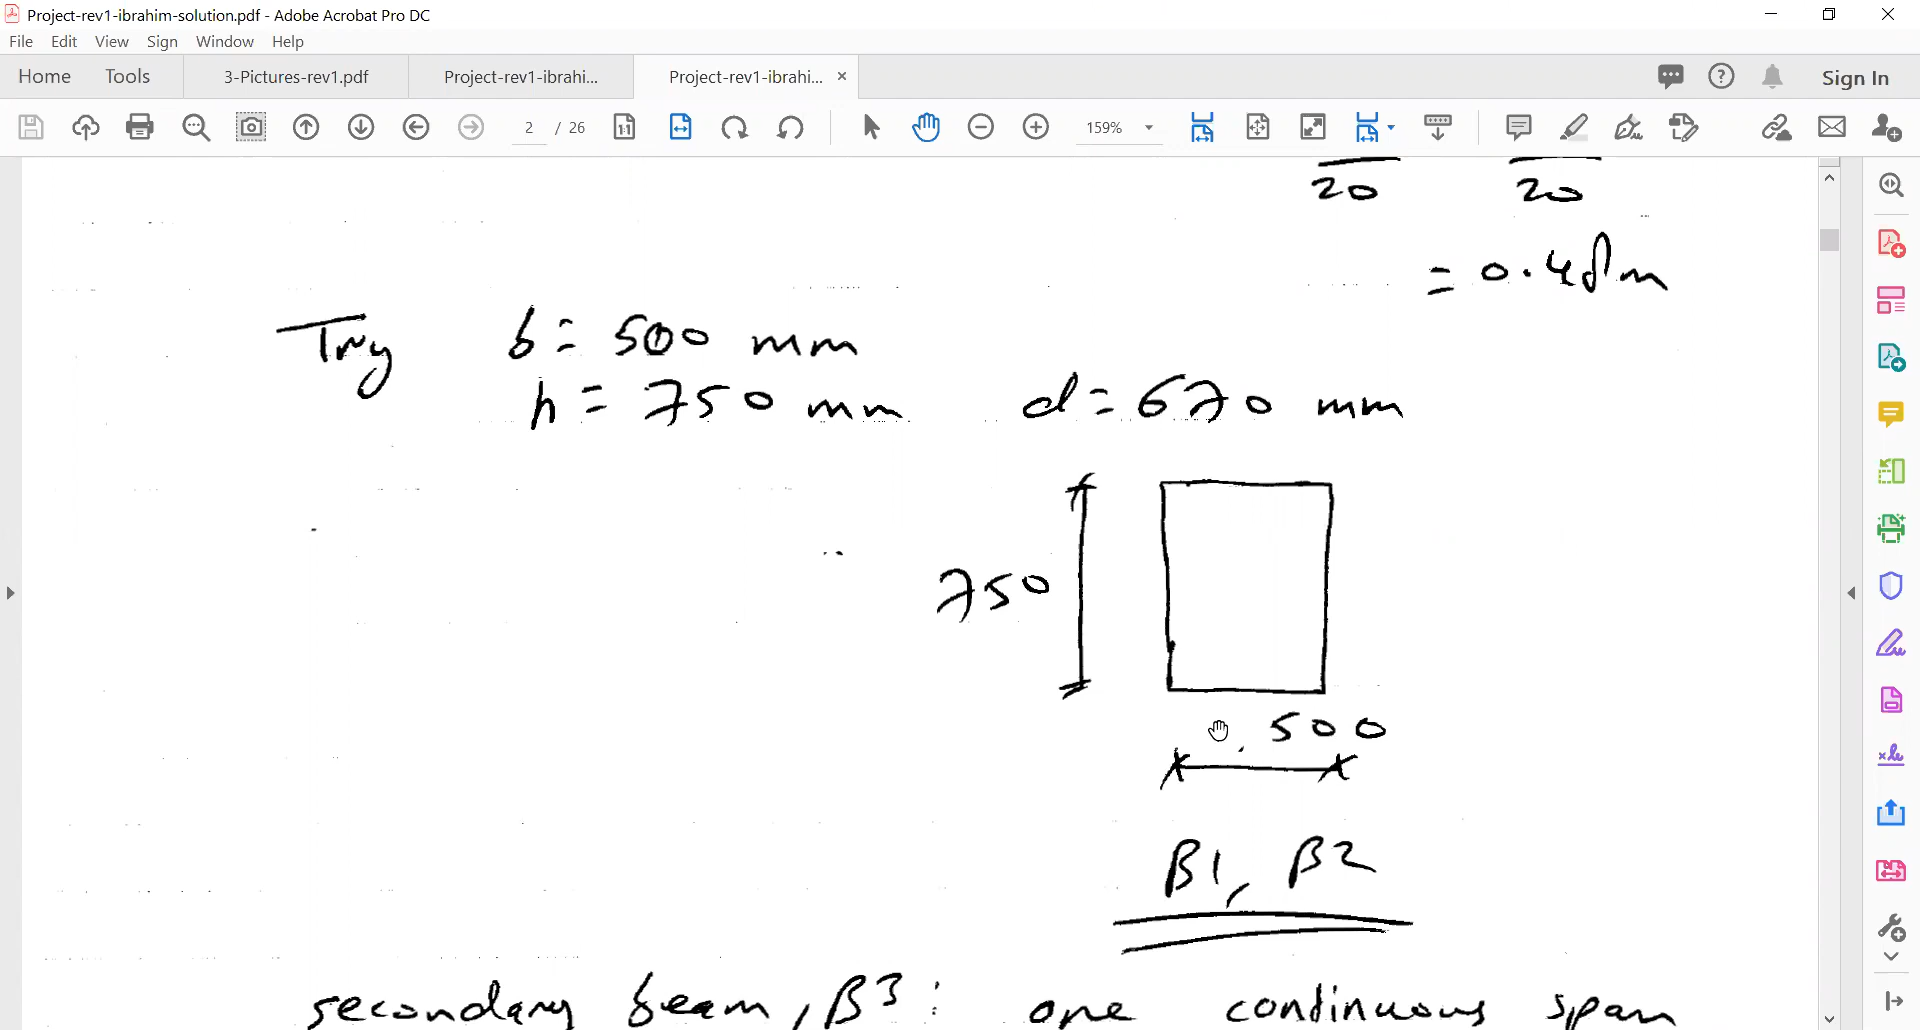 Project-rev1-ibrahim-solution.pdf - Adobe Acrobat Pro DC
File Edit View Sign Window Help
Home Tools 3-Pictures-rev1.pdf Project-rev1-ibrahi... Project-rev1-ibrahi... × Sign In
2 / 26 159%
20 20
= 0.48m
Try b = 500 mm
h = 750 mm d = 670 mm
750
500
B1, B2
secondary beam, B3: one continuous span